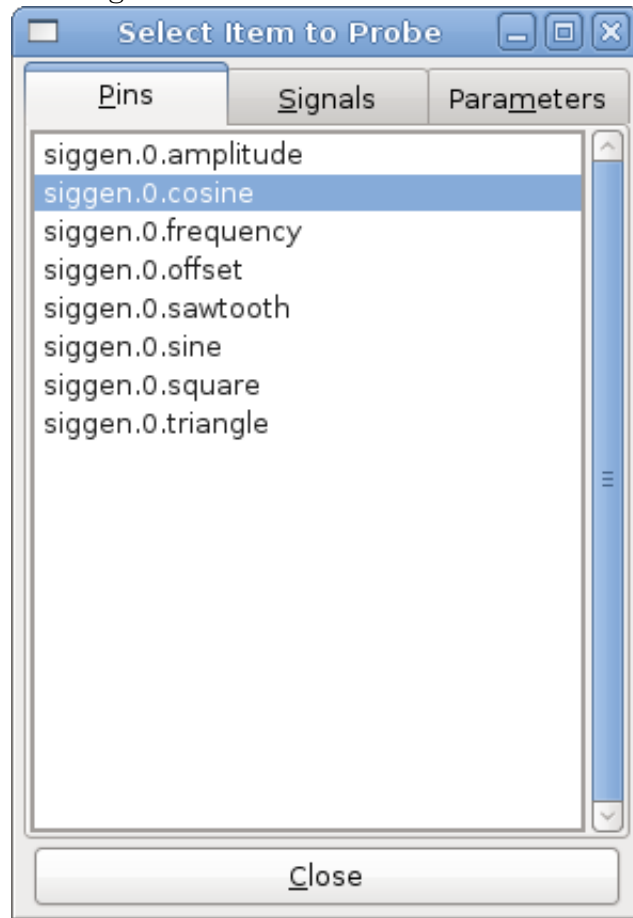 Select Item to Probe
Pins Signals Parameters
siggen.0.amplitude
siggen.0.cosine
siggen.0.frequency
siggen.0.offset
siggen.0.sawtooth
siggen.0.sine
siggen.0.square
siggen.0.triangle
Close